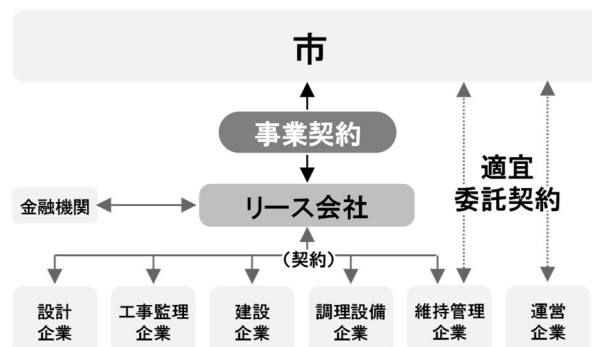 市
事業契約
適宜
委託契約
金融機関
リース会社
(契約)
設計
企業
工事監理
企業
建設
企業
調理設備
企業
維持管理
企業
運営
企業